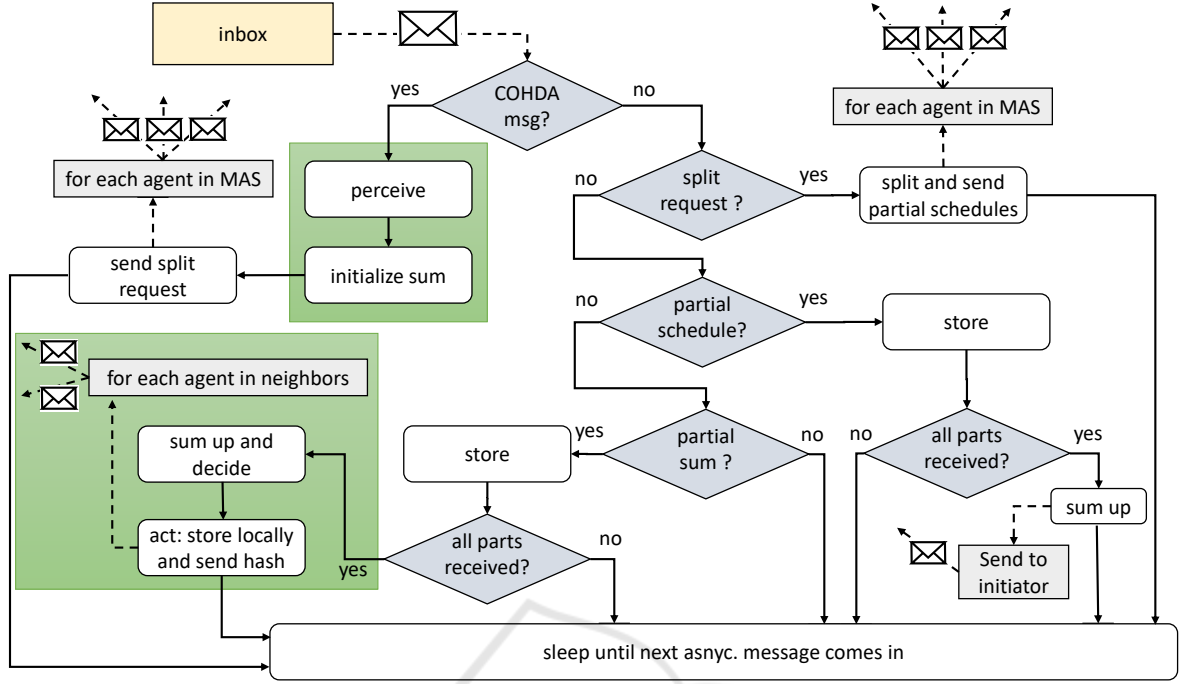 inbox
COHDA
msg?
yes
no
for each agent in MAS
for each agent in MAS
perceive
initialize sum
send split
request
split
request ?
no
yes
split and send
partial schedules
partial
schedule?
no
yes
store
for each agent in neighbors
sum up and
decide
act: store locally
and send hash
store
yes
partial
sum ?
no
no
all parts
received?
yes
sum up
Send to
initiator
all parts
received?
yes
no
sleep until next asnyc. message comes in